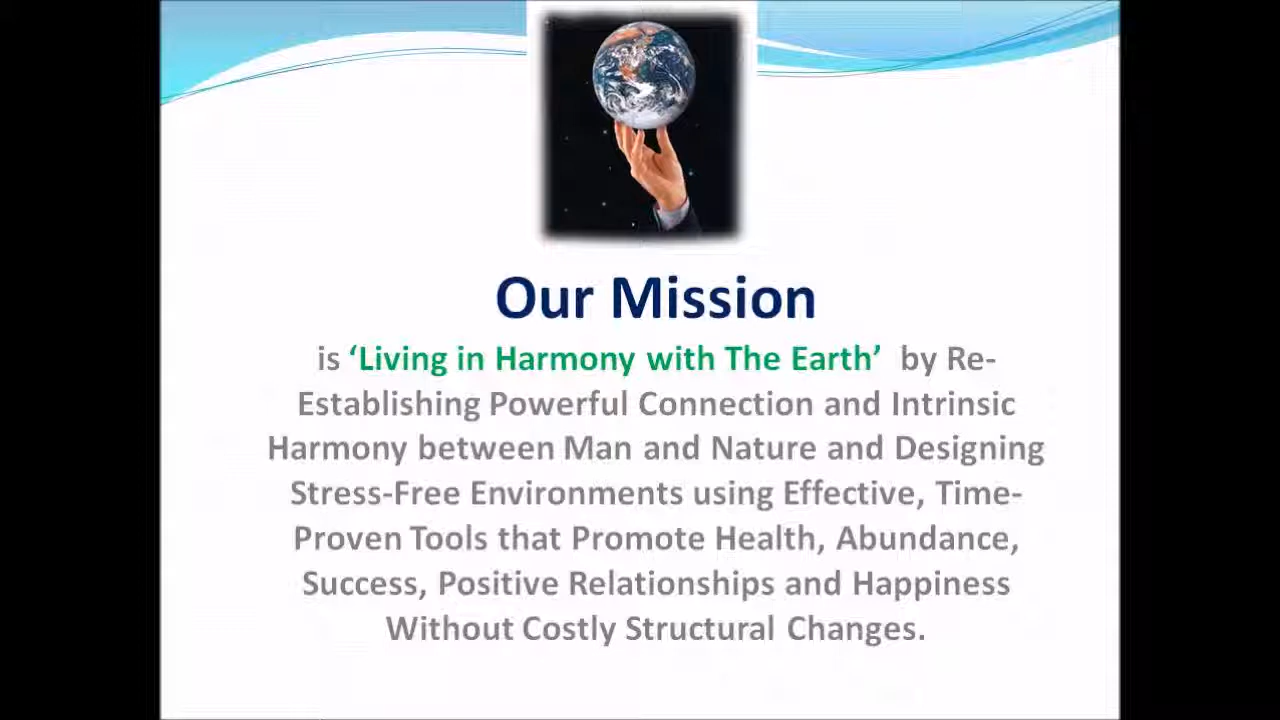 Our Mission
is ‘Living in Harmony with The Earth’ by Re-
Establishing Powerful Connection and Intrinsic
Harmony between Man and Nature and Designing
Stress-Free Environments using Effective, Time-
Proven Tools that Promote Health, Abundance,
Success, Positive Relationships and Happiness
Without Costly Structural Changes.